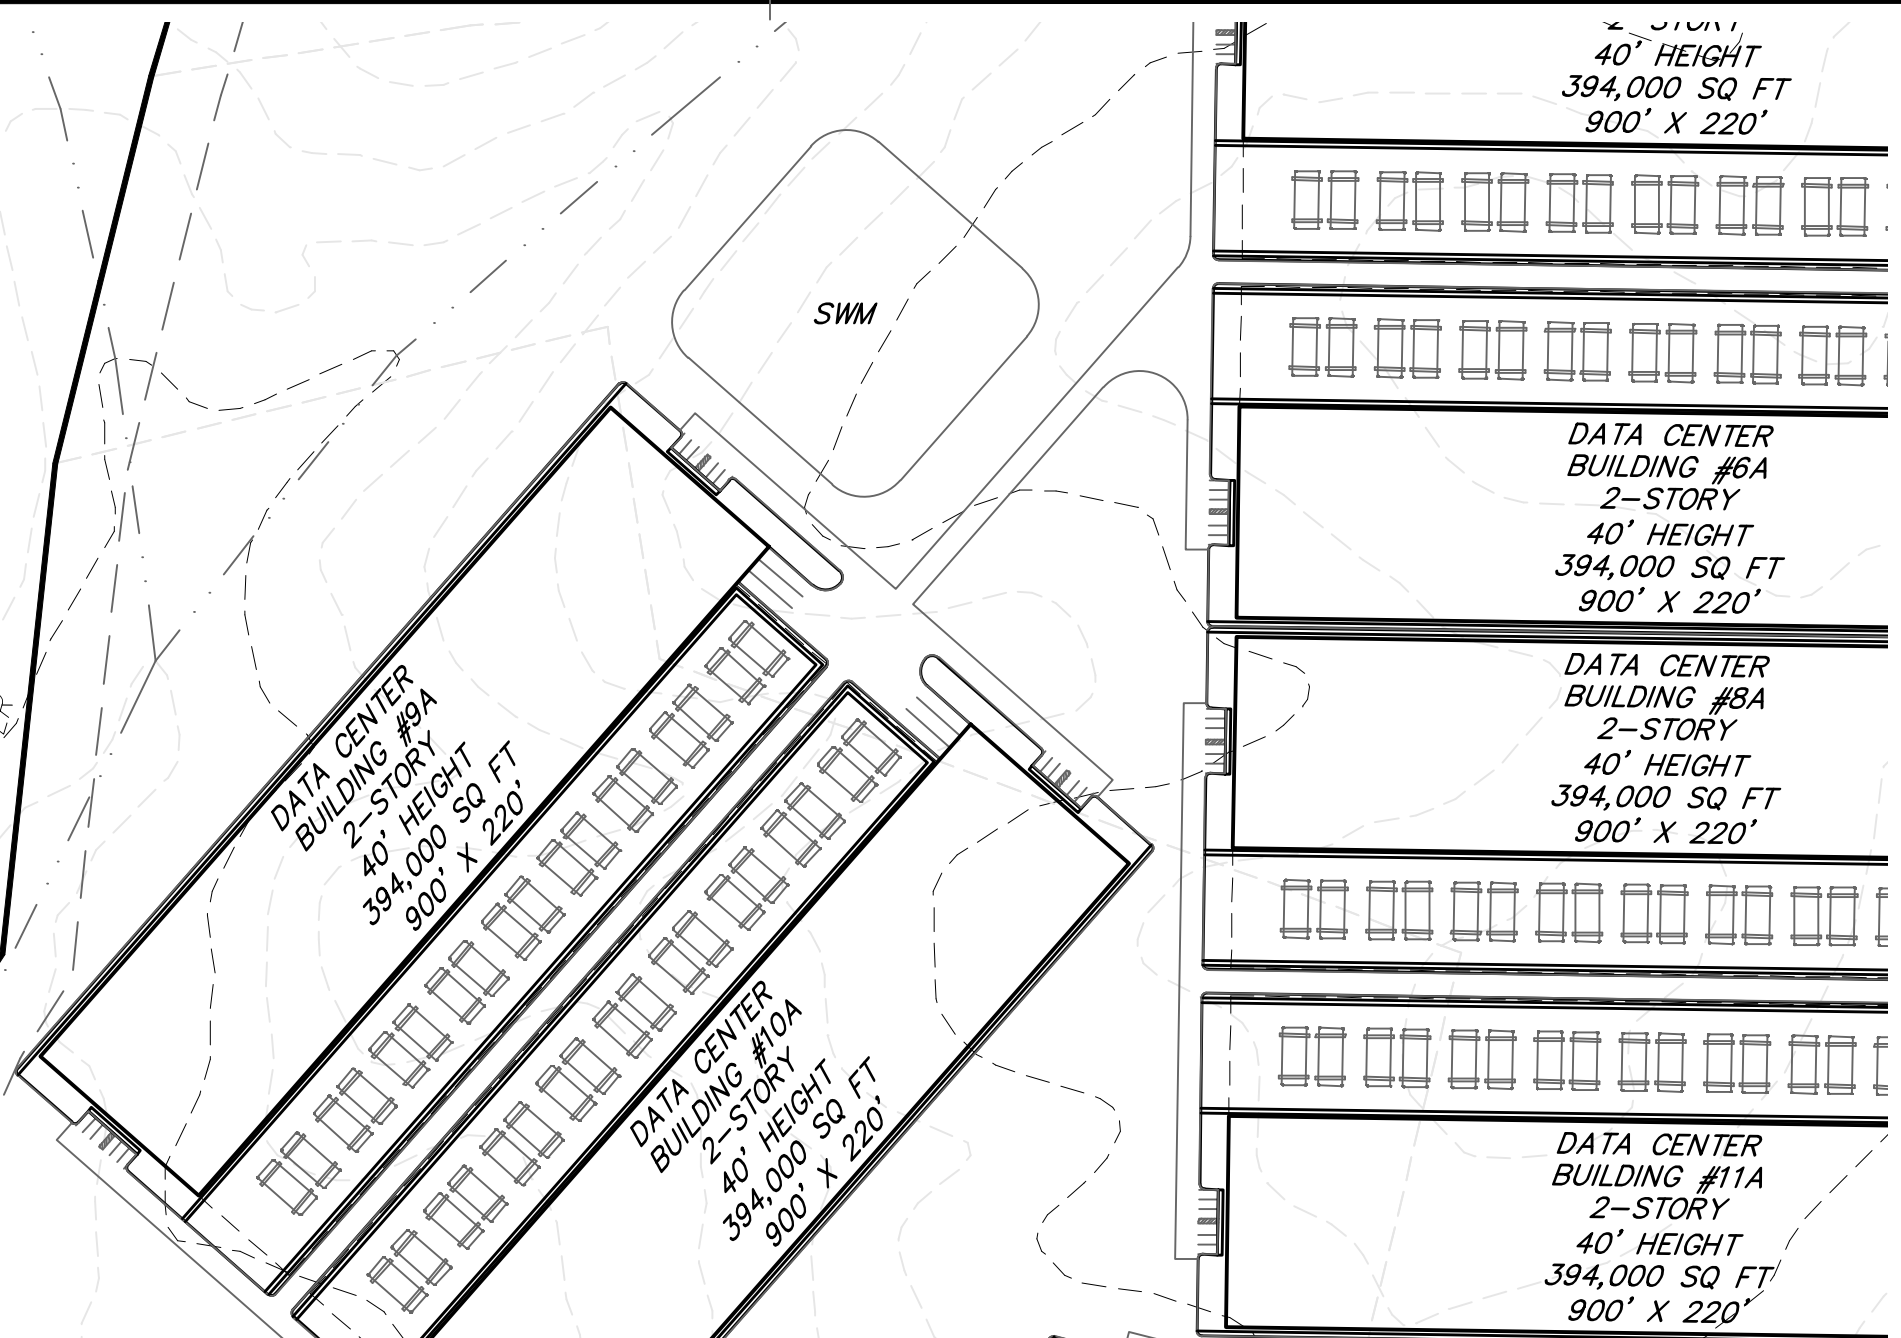 2-STORY
40' HEIGHT
394,000 SQ FT
900' X 220'
SWM
DATA CENTER
BUILDING #6A
2-STORY
40' HEIGHT
394,000 SQ FT
900' X 220'
DATA CENTER
BUILDING #8A
2-STORY
40' HEIGHT
394,000 SQ FT
900' X 220'
DATA CENTER
BUILDING #9A
2-STORY
40' HEIGHT
394,000 SQ FT
900' X 220'
DATA CENTER
BUILDING #10A
2-STORY
40' HEIGHT
394,000 SQ FT
900' X 220'
DATA CENTER
BUILDING #11A
2-STORY
40' HEIGHT
394,000 SQ FT
900' X 220'